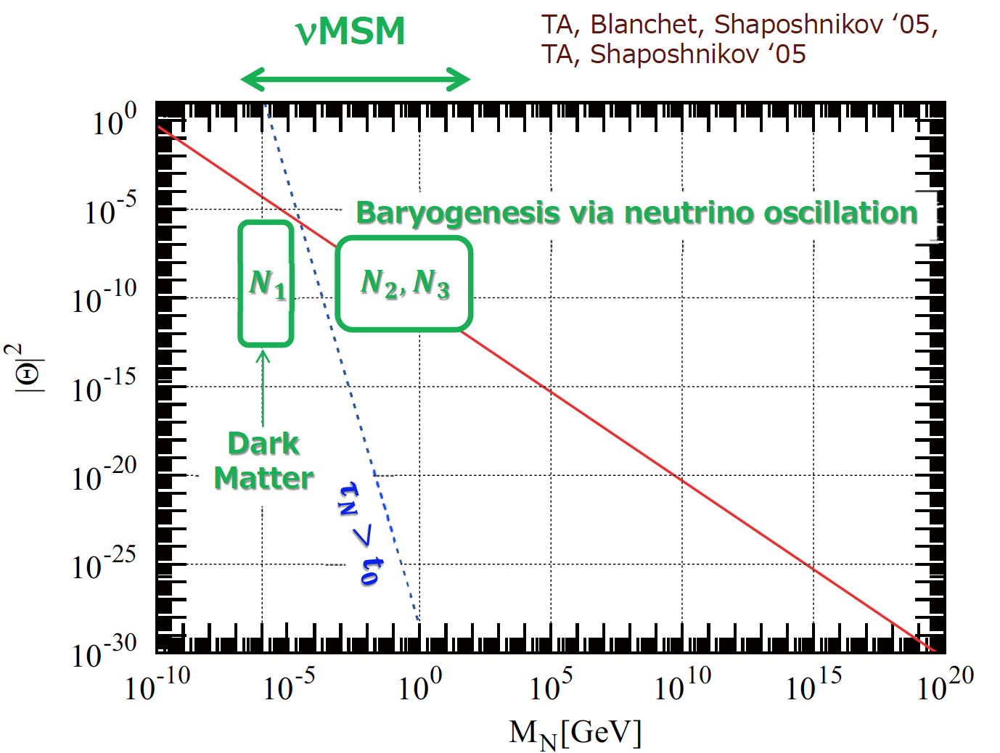 νMSM
TA, Blanchet, Shaposhnikov ‘05,
TA, Shaposhnikov ‘05
10^0
10^-5
10^-10
10^-15
10^-20
10^-25
10^-30
|Θ|^2
Baryogenesis via neutrino oscillation
N_1
N_2, N_3
Dark
Matter
τ_N > t_0
10^-10
10^-5
10^0
10^5
10^10
10^15
10^20
M_N[GeV]